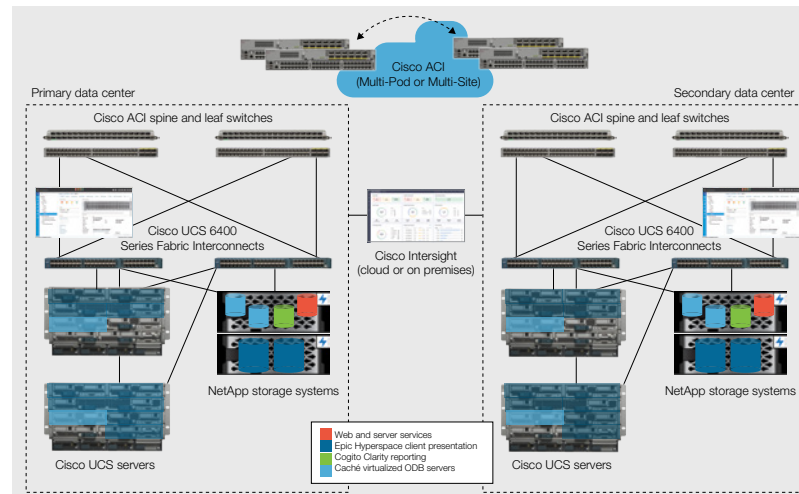 Cisco ACI
(Multi-Pod or Multi-Site)
Primary data center
Secondary data center
Cisco ACI spine and leaf switches
Cisco ACI spine and leaf switches
Cisco UCS 6400
Series Fabric Interconnects
Cisco Intersight
(cloud or on premises)
Cisco UCS 6400
Series Fabric Interconnects
NetApp storage systems
NetApp storage systems
Web and server services
Epic Hyperspace client presentation
Cogito Clarity reporting
Caché virtualized ODB servers
Cisco UCS servers
Cisco UCS servers